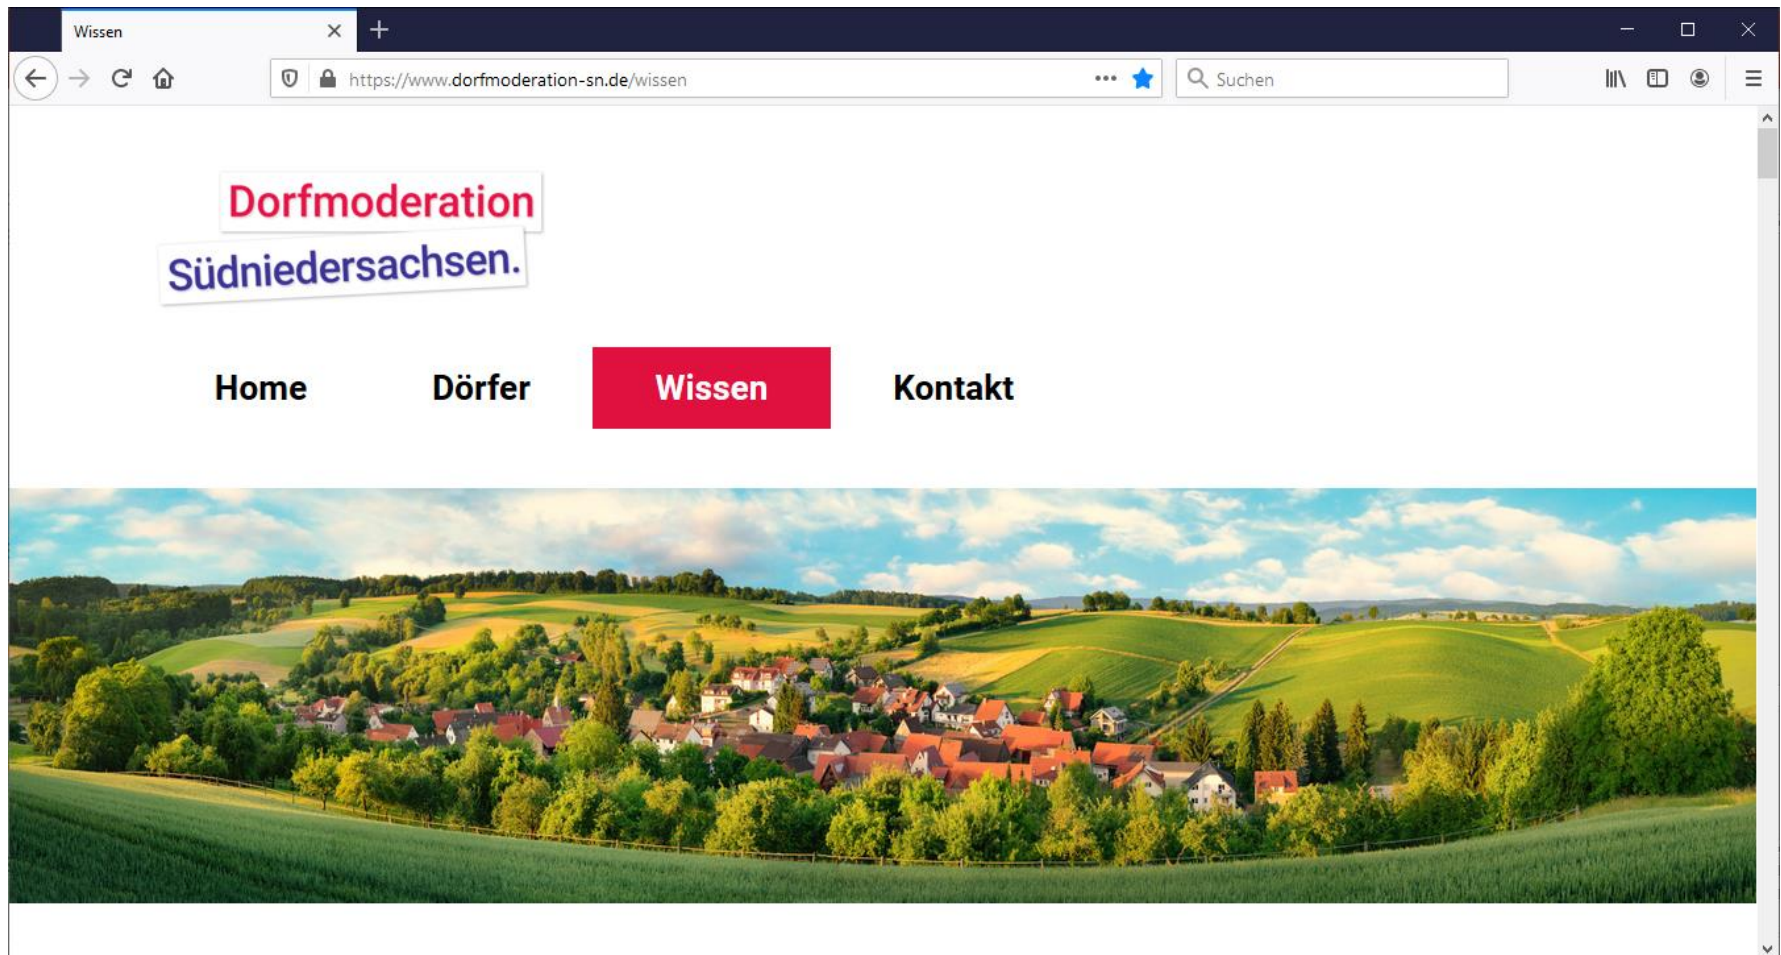 Wissen
https://www.dorfmoderation-sn.de/wissen
Suchen
Dorfmoderation
Südniedersachsen.
Home Dörfer Wissen Kontakt